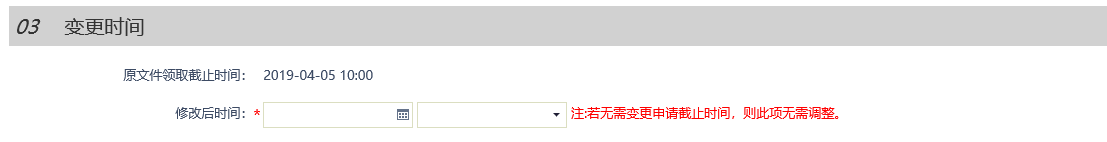 03 变更时间
原文件领取截止时间： 2019-04-05 10:00
修改后时间：* 注:若无需变更申请截止时间，则此项无需调整。